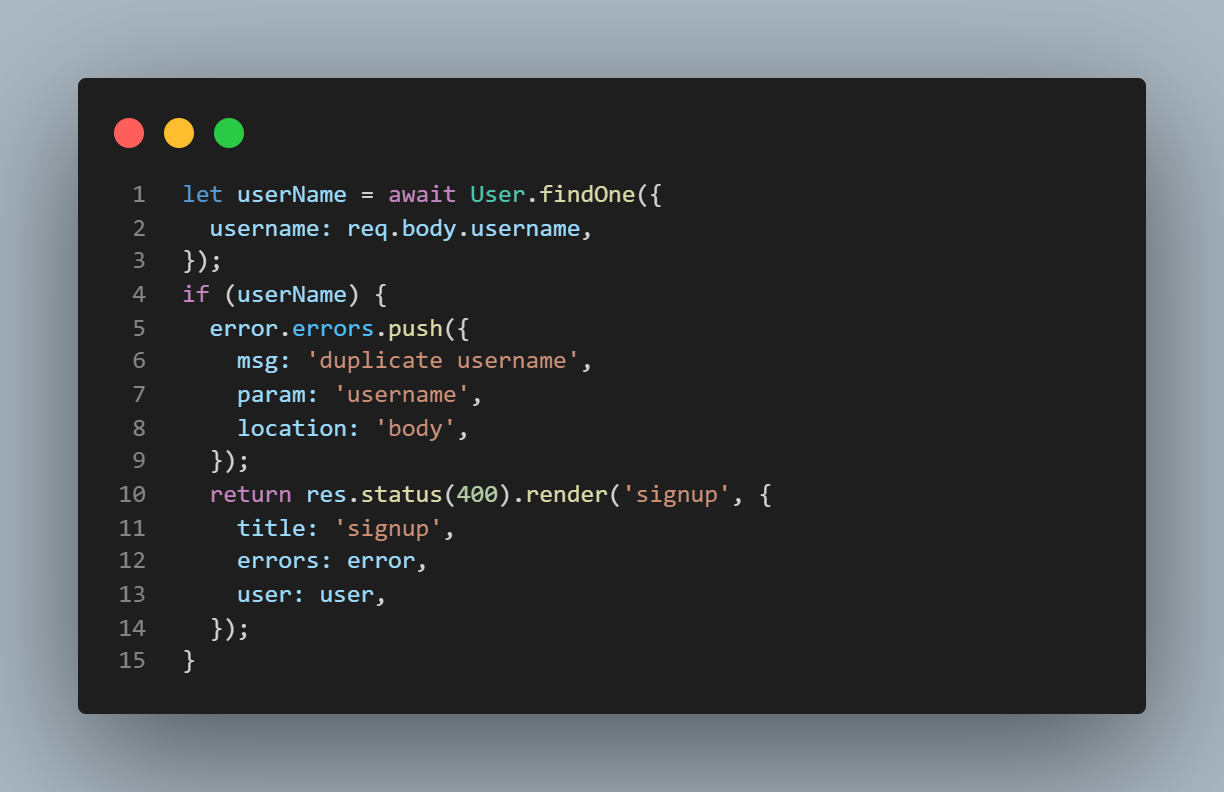 1 let userName = await User.findOne({
2   username: req.body.username,
3 });
4 if (userName) {
5   error.errors.push({
6     msg: 'duplicate username',
7     param: 'username',
8     location: 'body',
9   });
10   return res.status(400).render('signup', {
11     title: 'signup',
12     errors: error,
13     user: user,
14   });
15 }